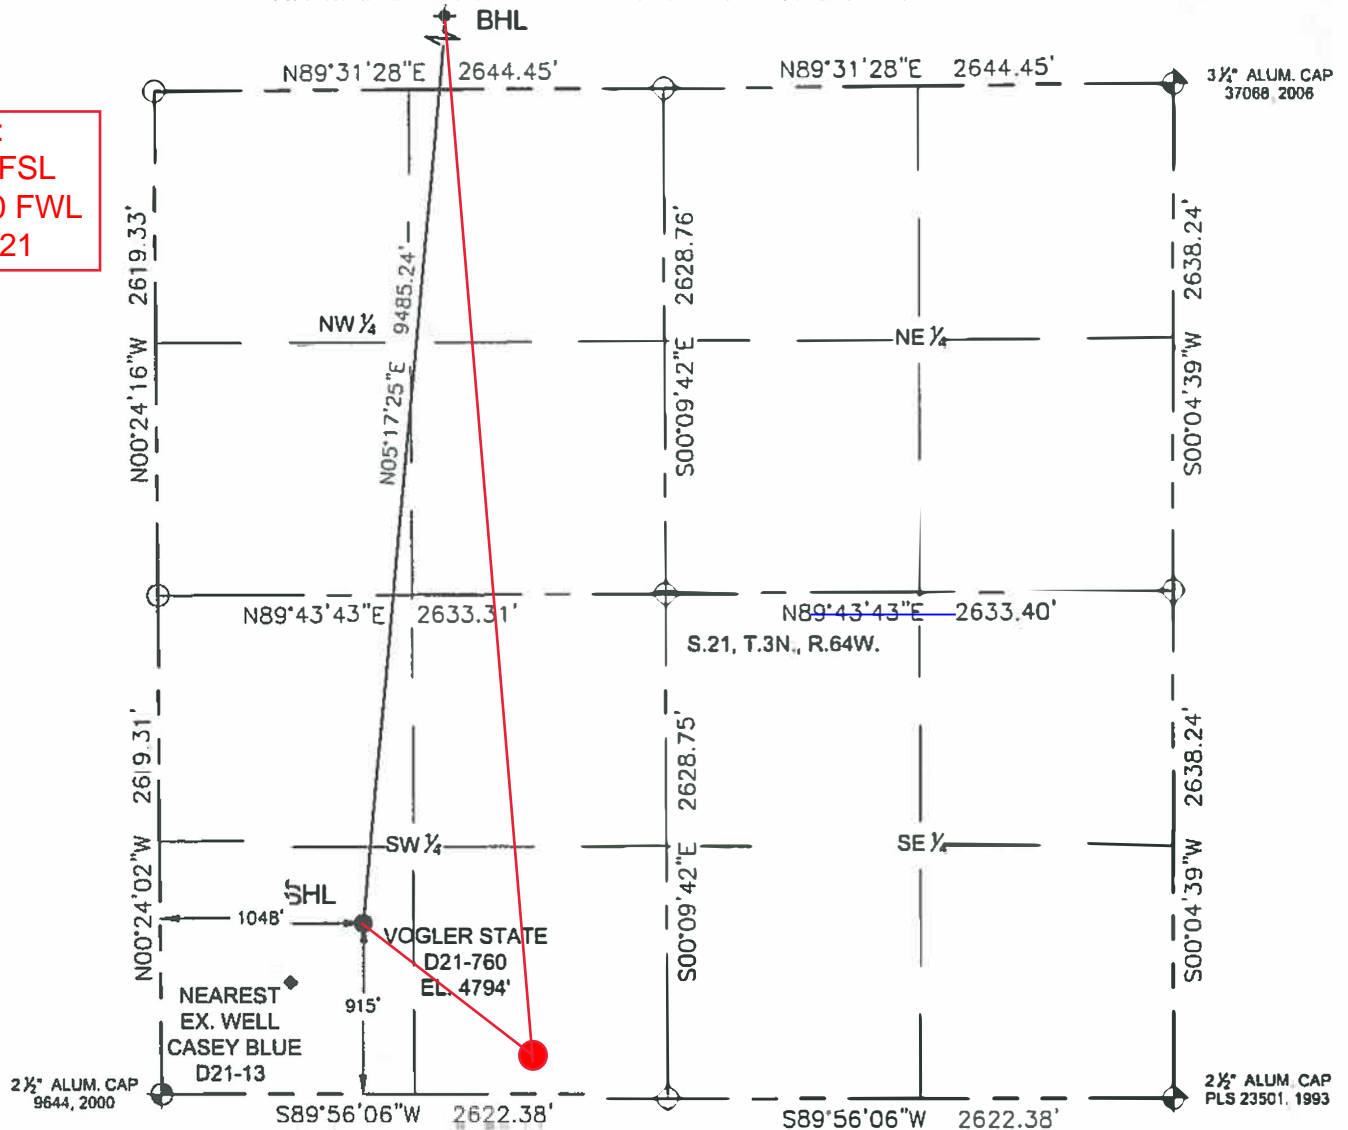 BHL
N89°31'28"E 2644.45'
N89°31'28"E 2644.45'
3¼" ALUM. CAP
37068, 2006
FSL
FWL
21
N00°24'16"W 2619.33'
NW ¼
N05°17'25"E 9485.24'
S00°09'42"E 2628.76'
NE ¼
S00°04'39"W 2638.24'
N89°43'43"E 2633.31'
N89°43'43"E 2633.40'
S.21, T.3N., R.64W.
N00°24'02"W 2619.31'
SW ¼
S00°09'42"E 2628.75'
SE ¼
S00°04'39"W 2638.24'
SHL
1048'
VOGLER STATE
D21-760
EL. 4794'
915'
NEAREST
EX. WELL
CASEY BLUE
D21-13
2½" ALUM. CAP
9644, 2000
S89°56'06"W 2622.38'
S89°56'06"W 2622.38'
2½" ALUM. CAP
PLS 23501, 1993